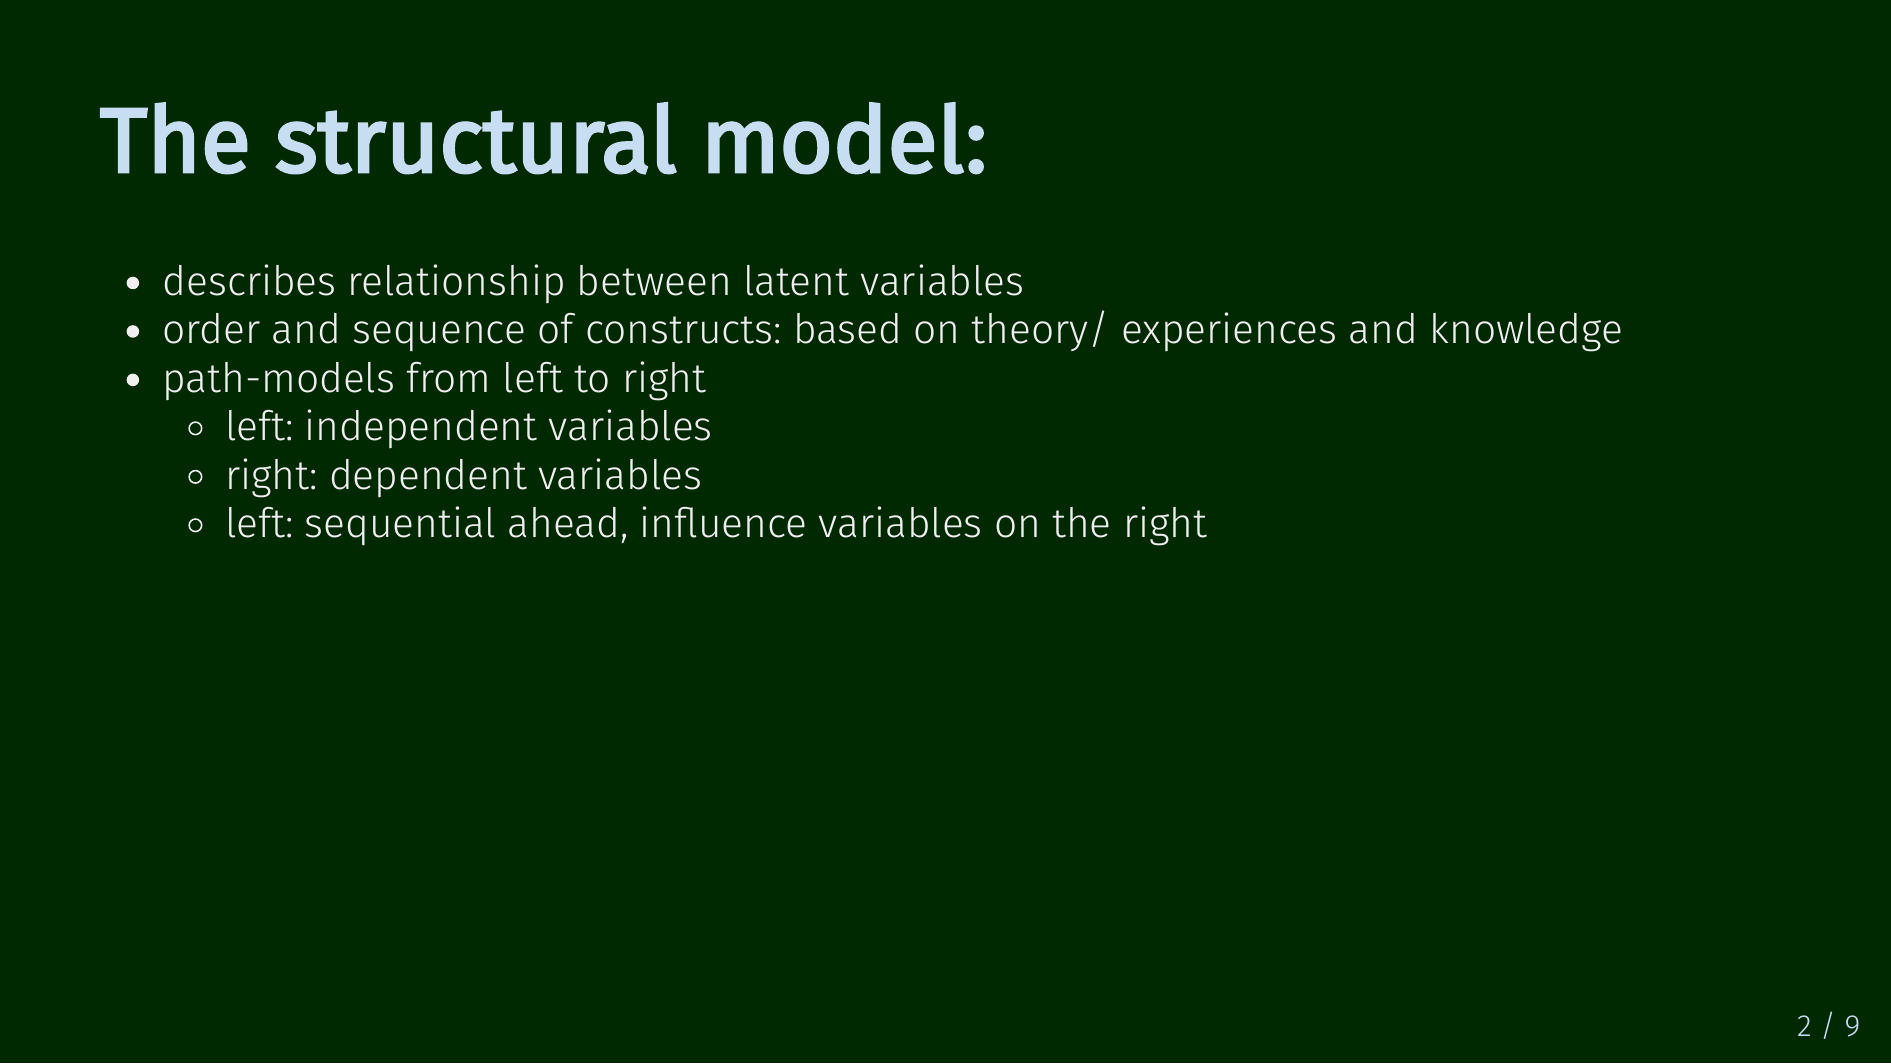 The structural model:
describes relationship between latent variables
order and sequence of constructs: based on theory/ experiences and knowledge
path-models from left to right
left: independent variables
right: dependent variables
left: sequential ahead, influence variables on the right
2 / 9